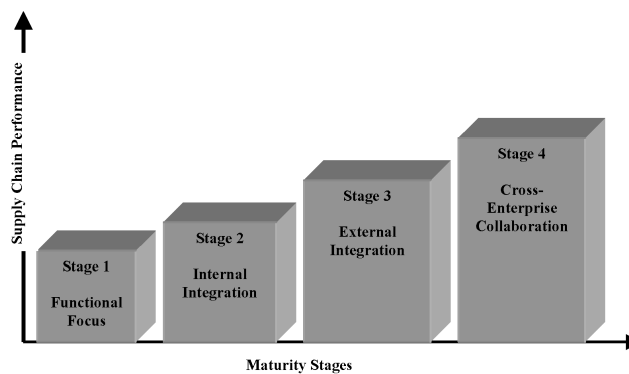 Supply Chain Performance
Stage 1
Functional
Focus
Stage 2
Internal
Integration
Stage 3
External
Integration
Stage 4
Cross-
Enterprise
Collaboration
Maturity Stages